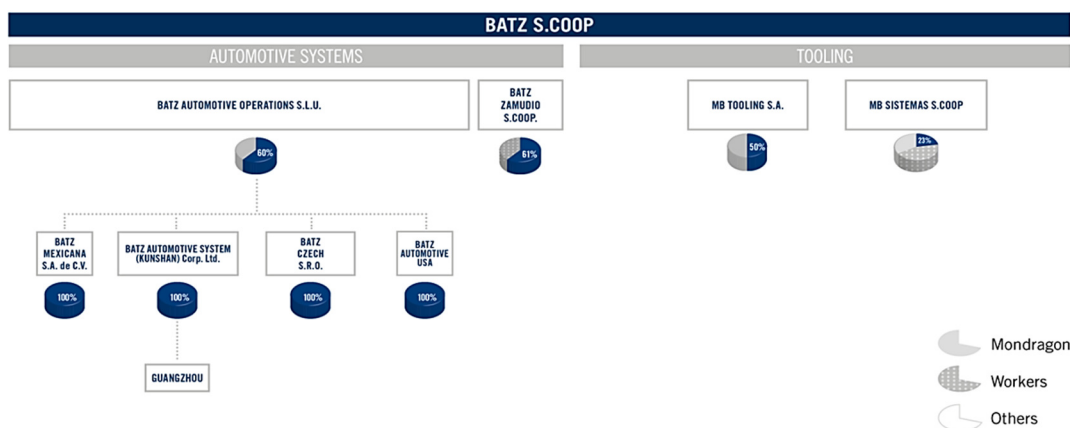 BATZ S.COOP
AUTOMOTIVE SYSTEMS
TOOLING
BATZ AUTOMOTIVE OPERATIONS S.L.U.
BATZ
ZAMUDIO
S.COOP.
MB TOOLING S.A.
MB SISTEMAS S.COOP
60%
61%
50%
23%
BATZ
MEXICANA
S.A. de C.V.
BATZ AUTOMOTIVE SYSTEM
(KUNSHAN) Corp. Ltd.
BATZ
CZECH
S.R.O.
BATZ
AUTOMOTIVE
USA
100%
100%
100%
100%
GUANGZHOU
Mondragon
Workers
Others